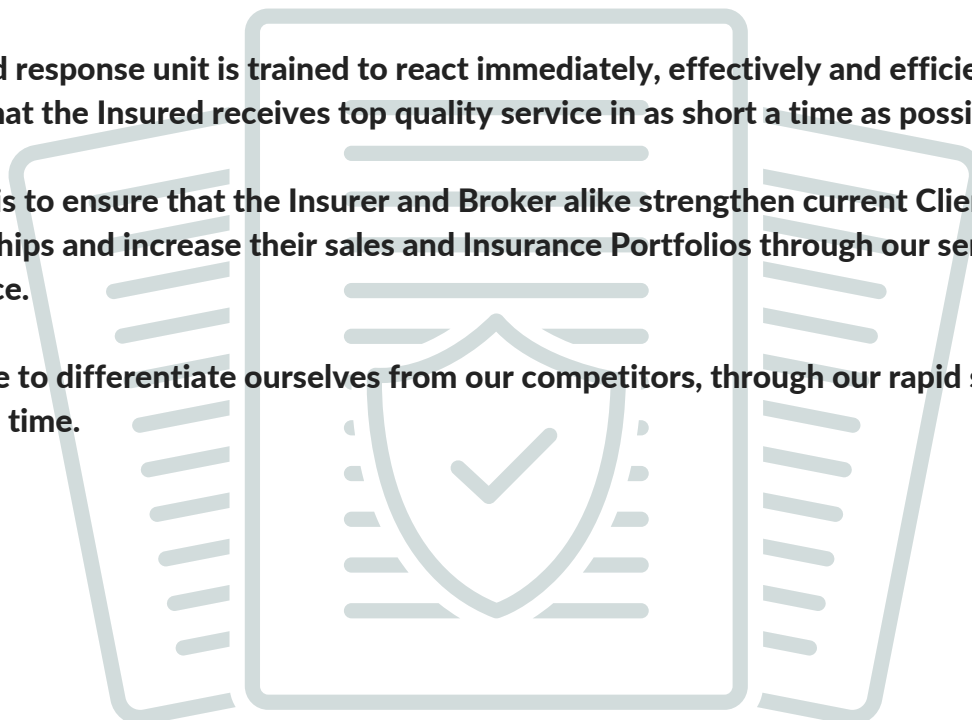 d response unit is trained to react immediately, effectively and efficie
hat the Insured receives top quality service in as short a time as possi
is to ensure that the Insurer and Broker alike strengthen current Clie
hips and increase their sales and Insurance Portfolios through our se
ce.
e to differentiate ourselves from our competitors, through our rapid s
time.